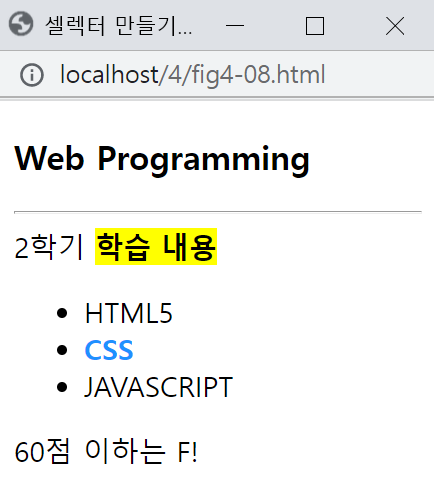 셀렉터 만들기...
localhost/4/fig4-08.html
Web Programming
2학기 학습 내용
• HTML5
• CSS
• JAVASCRIPT
60점 이하는 F!